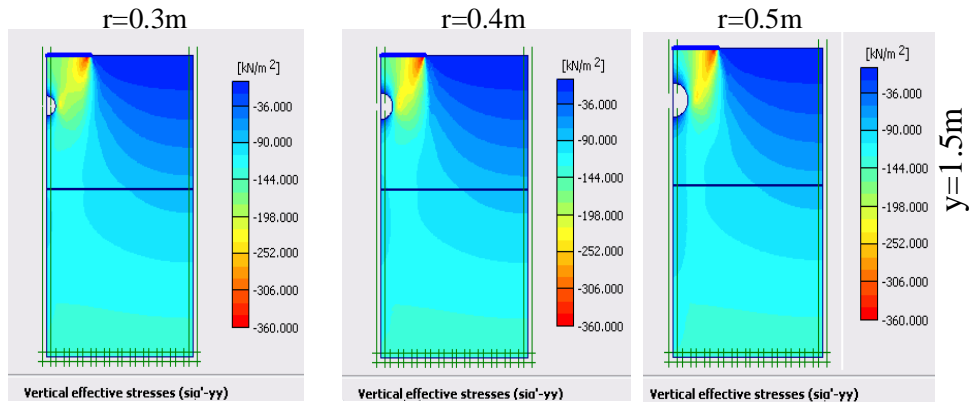 r=0.3m
r=0.4m
r=0.5m
[kN/m 2]
-36.000
-90.000
-144.000
-198.000
-252.000
-306.000
-360.000
Vertical effective stresses (sig'-yy)
[kN/m 2]
-36.000
-90.000
-144.000
-198.000
-252.000
-306.000
-360.000
Vertical effective stresses (sig'-yy)
[kN/m 2]
-36.000
-90.000
-144.000
-198.000
-252.000
-306.000
-360.000
Vertical effective stresses (sig'-yy)
y=1.5m